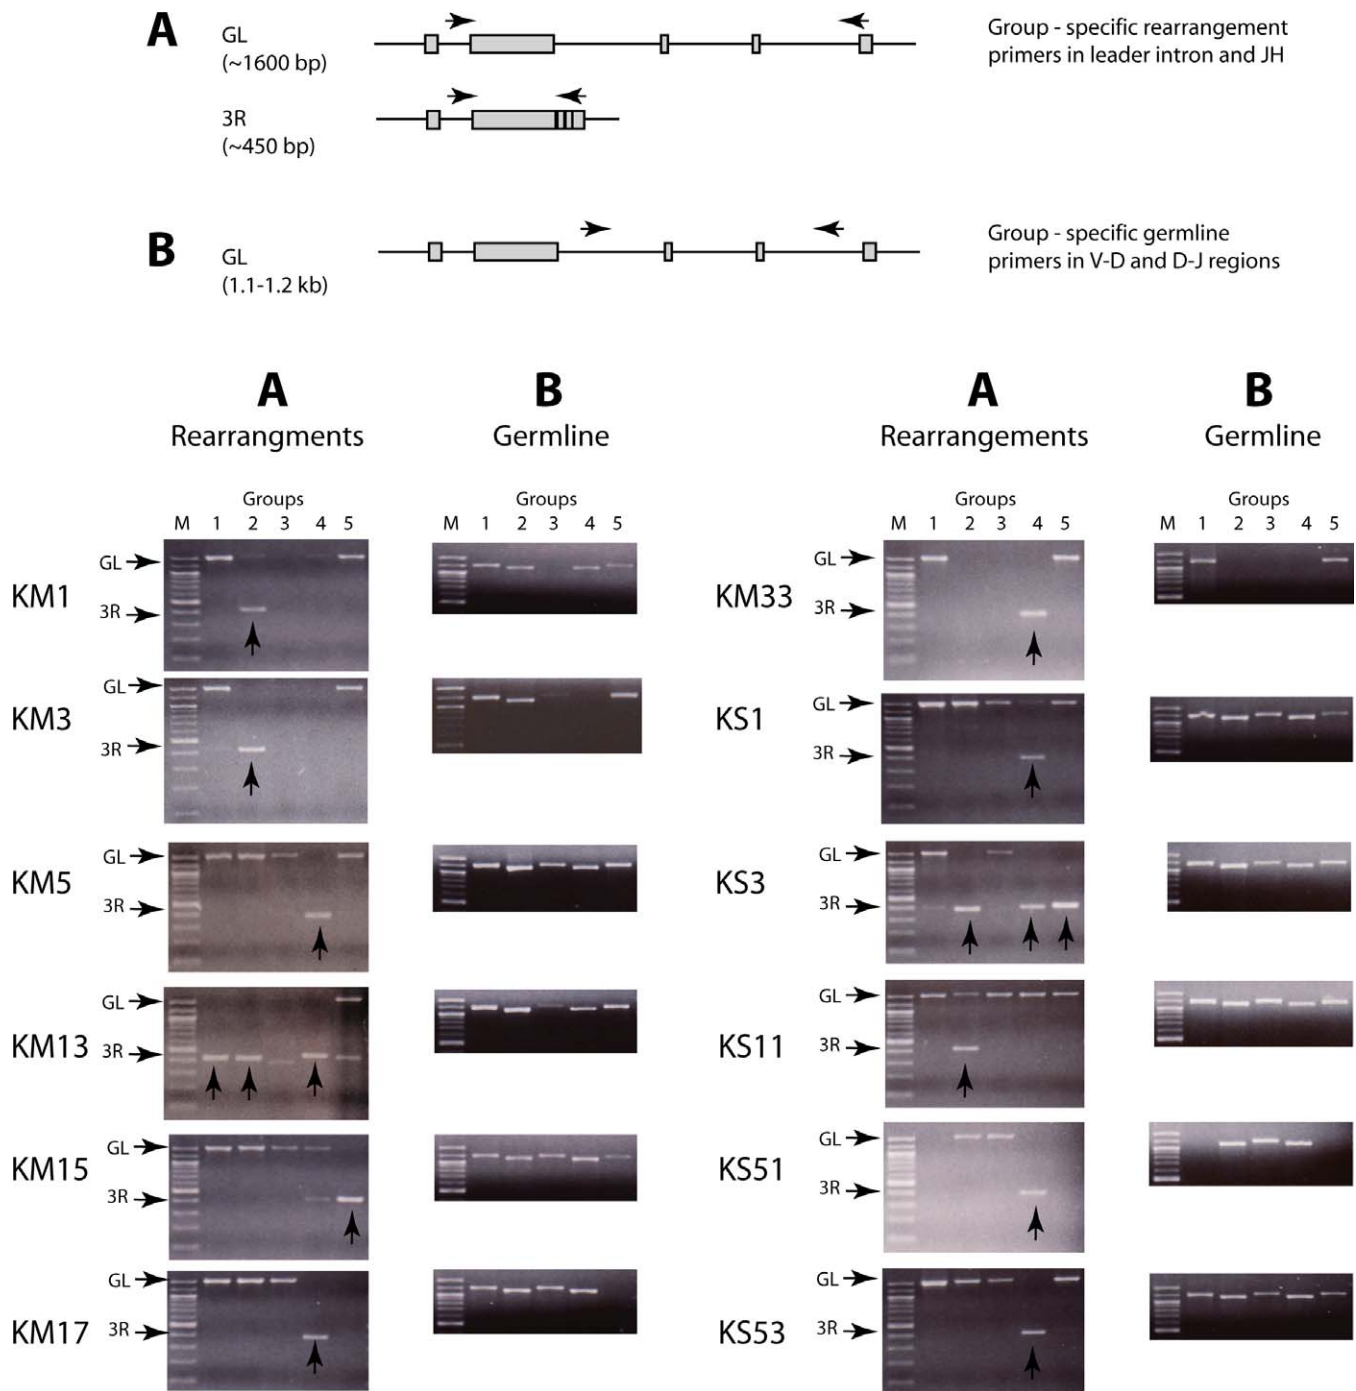 A
GL
(~1600 bp)
Group - specific rearrangement
primers in leader intron and JH
3R
(~450 bp)
B
GL
(1.1-1.2 kb)
Group - specific germline
primers in V-D and D-J regions
A
Rearrangments
B
Germline
A
Rearrangements
B
Germline
Groups
M 1 2 3 4 5
Groups
M 1 2 3 4 5
Groups
M 1 2 3 4 5
Groups
M 1 2 3 4 5
KM1
GL
3R
KM3
GL
3R
KM5
GL
3R
KM13
GL
3R
KM15
GL
3R
KM17
GL
3R
KM33
GL
3R
KS1
GL
3R
KS3
GL
3R
KS11
GL
3R
KS51
GL
3R
KS53
GL
3R